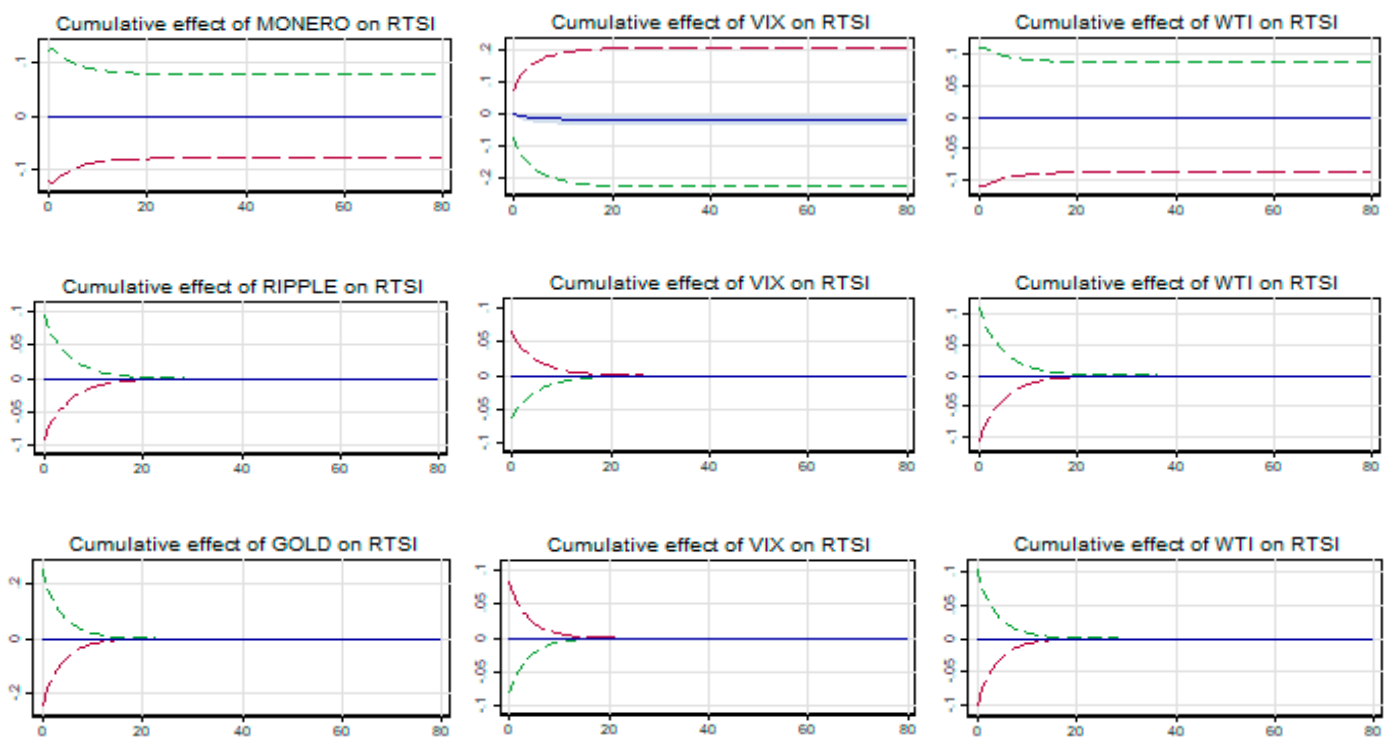 Cumulative effect of MONERO on RTSI
Cumulative effect of VIX on RTSI
Cumulative effect of WTI on RTSI
.1
0
-.1
0 20 40 60 80
.2
.1
0
-.1
-.2
0 20 40 60 80
.1
.05
0
-.05
-.1
0 20 40 60 80
Cumulative effect of RIPPLE on RTSI
Cumulative effect of VIX on RTSI
Cumulative effect of WTI on RTSI
.1
.05
0
-.05
-.1
0 20 40 60 80
.1
.05
0
-.05
-.1
0 20 40 60 80
.1
.05
0
-.05
-.1
0 20 40 60 80
Cumulative effect of GOLD on RTSI
Cumulative effect of VIX on RTSI
Cumulative effect of WTI on RTSI
.2
0
-.2
0 20 40 60 80
.1
.05
0
-.05
-.1
0 20 40 60 80
.1
.05
0
-.05
-.1
0 20 40 60 80